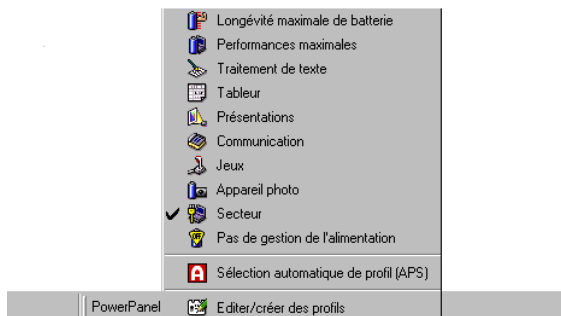 Longévité maximale de batterie
Performances maximales
Traitement de texte
Tableur
Présentations
Communication
Jeux
Appareil photo
Secteur
Pas de gestion de l'alimentation
Sélection automatique de profil (APS)
PowerPanel Editer/créer des profils